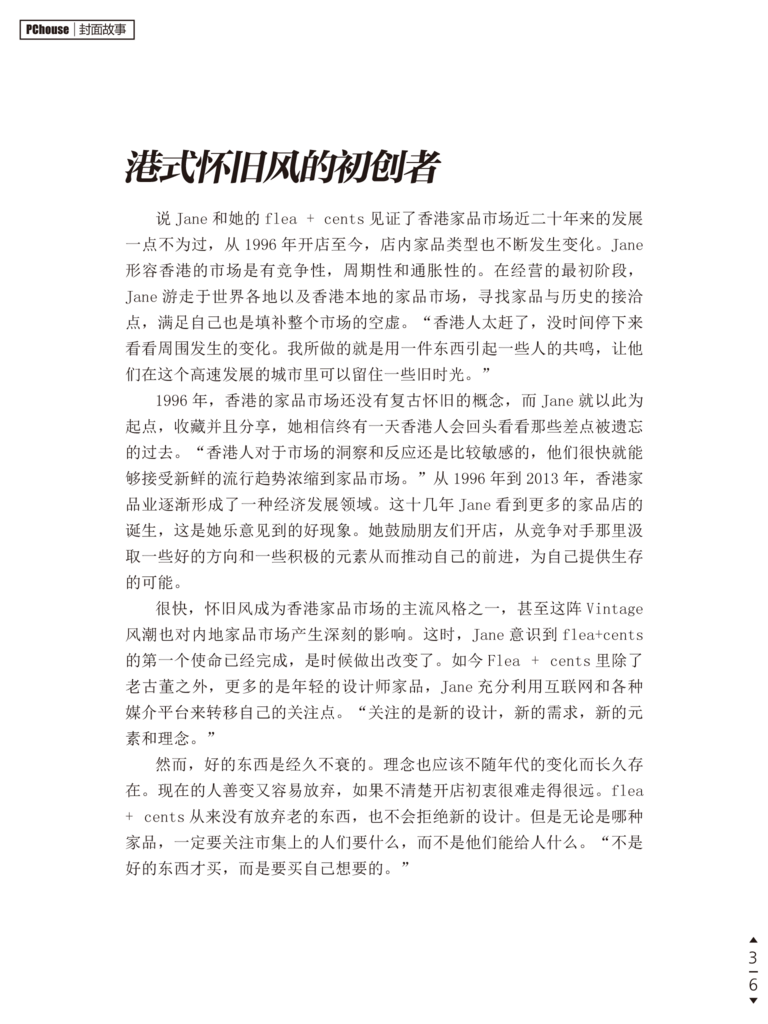 PChouse 封面故事
港式怀旧风的初创者
说 Jane 和她的 flea + cents 见证了香港家品市场近二十年来的发展
一点不为过，从 1996 年开店至今，店内家品类型也不断发生变化。Jane
形容香港的市场是有竞争性，周期性和通胀性的。在经营的最初阶段，
Jane 游走于世界各地以及香港本地的家品市场，寻找家品与历史的接洽
点，满足自己也是填补整个市场的空虚。“香港人太赶了，没时间停下来
看看周围发生的变化。我所做的就是用一件东西引起一些人的共鸣，让他
们在这个高速发展的城市里可以留住一些旧时光。”
1996 年，香港的家品市场还没有复古怀旧的概念，而 Jane 就以此为
起点，收藏并且分享，她相信终有一天香港人会回头看看那些差点被遗忘
的过去。“香港人对于市场的洞察和反应还是比较敏感的，他们很快就能
够接受新鲜的流行趋势浓缩到家品市场。”从 1996 年到 2013 年，香港家
品业逐渐形成了一种经济发展领域。这十几年 Jane 看到更多的家品店的
诞生，这是她乐意见到的好现象。她鼓励朋友们开店，从竞争对手那里汲
取一些好的方向和一些积极的元素从而推动自己的前进，为自己提供生存
的可能。
很快，怀旧风成为香港家品市场的主流风格之一，甚至这阵 Vintage
风潮也对内地家品市场产生深刻的影响。这时，Jane 意识到 flea+cents
的第一个使命已经完成，是时候做出改变了。如今 Flea + cents 里除了
老古董之外，更多的是年轻的设计师家品，Jane 充分利用互联网和各种
媒介平台来转移自己的关注点。“关注的是新的设计，新的需求，新的元
素和理念。”
然而，好的东西是经久不衰的。理念也应该不随年代的变化而长久存
在。现在的人善变又容易放弃，如果不清楚开店初衷很难走得很远。flea
+ cents 从来没有放弃老的东西，也不会拒绝新的设计。但是无论是哪种
家品，一定要关注市集上的人们要什么，而不是他们能给人什么。“不是
好的东西才买，而是要买自己想要的。”
3
6